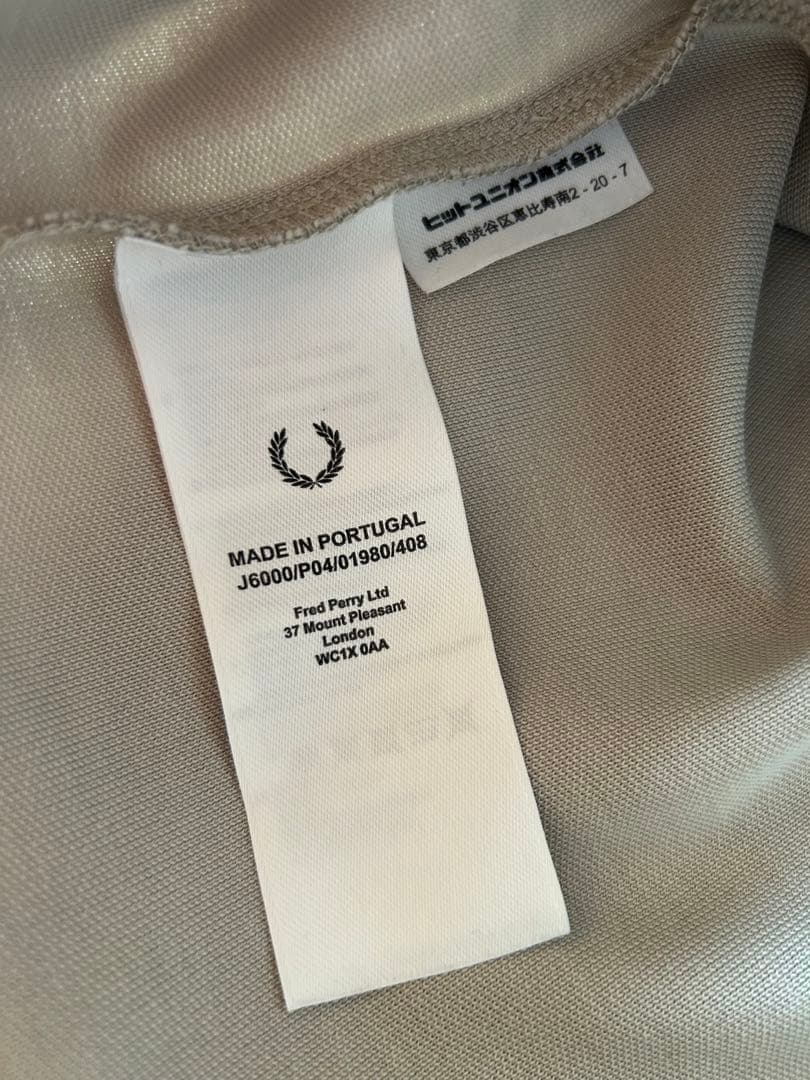 ヒットユニオン株式会社
東京都渋谷区恵比寿南2-20-7
MADE IN PORTUGAL
J6000/P04/01980/408
Fred Perry Ltd
37 Mount Pleasant
London
WC1X 0AA